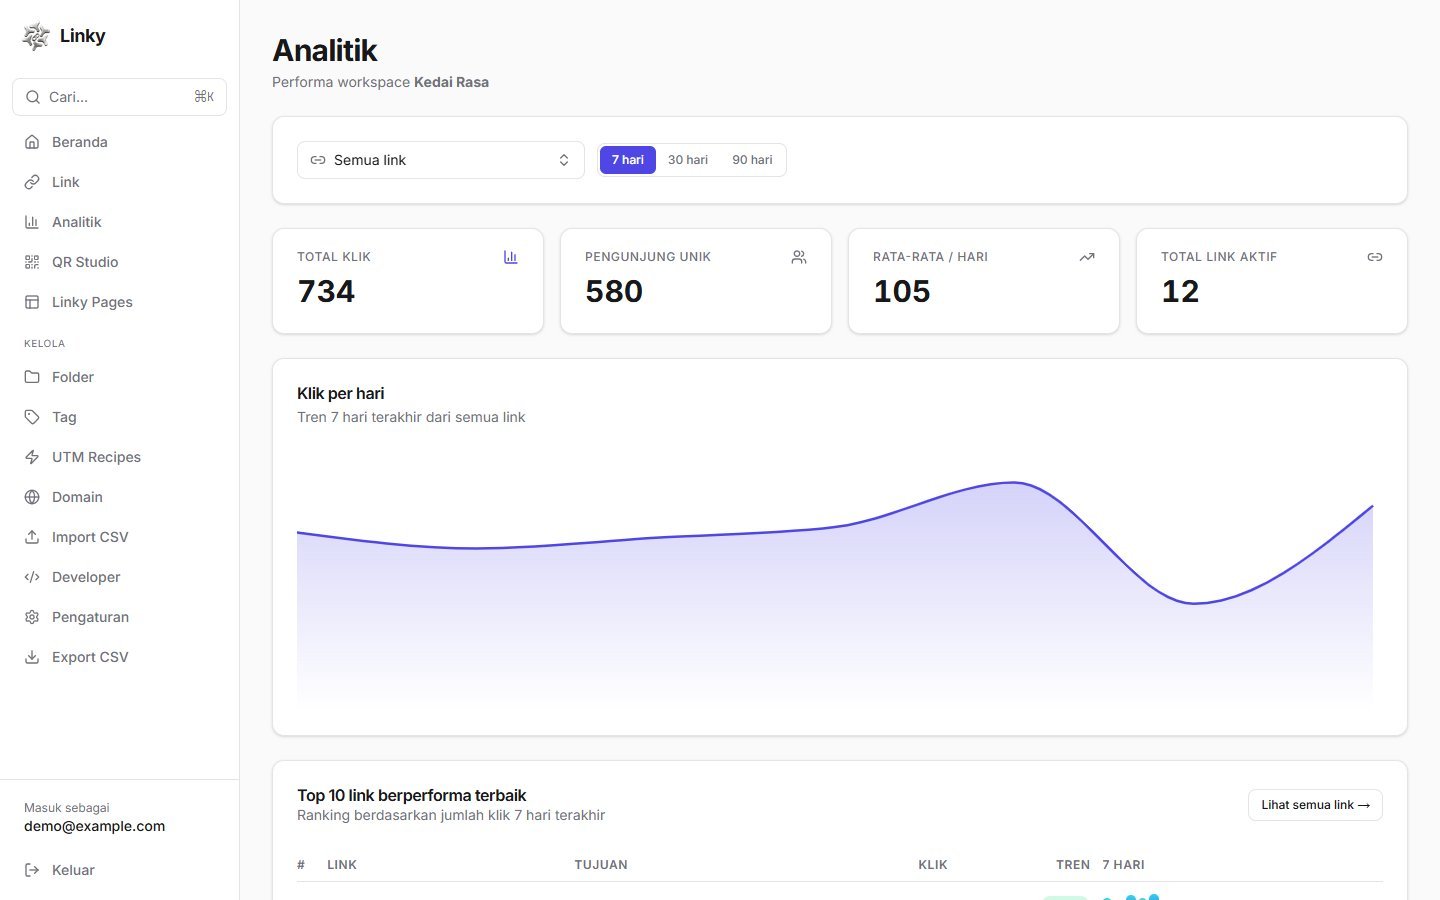 Linky
Cari...
⌘K
Beranda
Link
Analitik
QR Studio
Linky Pages
KELOLA
Folder
Tag
UTM Recipes
Domain
Import CSV
Developer
Pengaturan
Export CSV
Masuk sebagai
demo@example.com
Keluar
Analitik
Performa workspace Kedai Rasa
Semua link
7 hari
30 hari
90 hari
TOTAL KLIK
734
PENGUNJUNG UNIK
580
RATA-RATA / HARI
105
TOTAL LINK AKTIF
12
Klik per hari
Tren 7 hari terakhir dari semua link
Top 10 link berperforma terbaik
Ranking berdasarkan jumlah klik 7 hari terakhir
Lihat semua link →
# LINK TUJUAN KLIK TREN 7 HARI